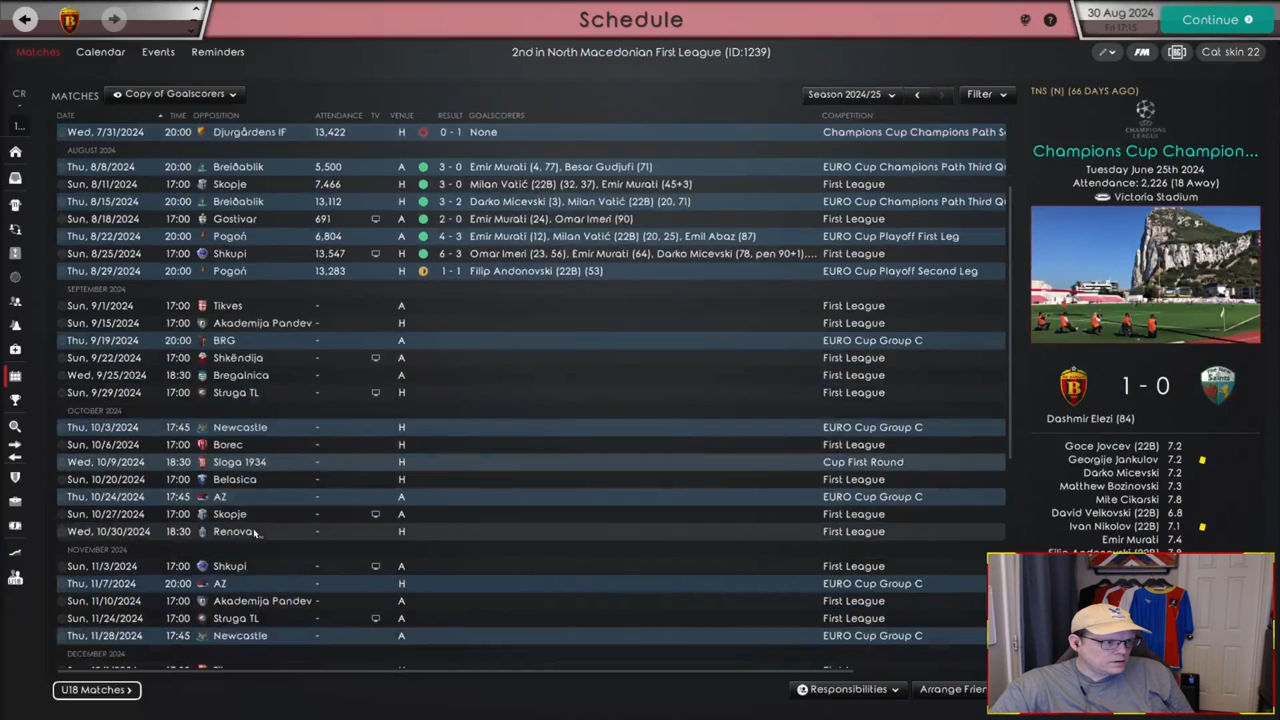 Schedule
30 Aug 2024
Fri 17:15
Continue
Matches
Calendar
Events
Reminders
2nd in North Macedonian First League (ID:1239)
FM
Cat skin 22
CR
1...
MATCHES
Copy of Goalscorers
Season 2024/25
Filter
DATE TIME OPPOSITION ATTENDANCE TV VENUE RESULT GOALSCORERS COMPETITION
Wed, 7/31/2024 20:00 Djurgårdens IF 13,422 H 0 - 1 None Champions Cup Champions Path S
AUGUST 2024
Thu, 8/8/2024 20:00 Breiðablik 5,500 A 3 - 0 Emir Murati (4, 77), Besar Gudjufi (71) EURO Cup Champions Path Third Q
Sun, 8/11/2024 17:00 Skopje 7,466 H 3 - 0 Milan Vatić (22B) (32, 37), Emir Murati (45+3) First League
Thu, 8/15/2024 20:00 Breiðablik 13,112 H 3 - 2 Darko Micevski (3), Milan Vatić (22B) (20, 71) EURO Cup Champions Path Third Q
Sun, 8/18/2024 17:00 Gostivar 691 A 2 - 0 Emir Murati (24), Omar Imeri (90) First League
Thu, 8/22/2024 20:00 Pogoń 6,804 A 4 - 3 Emir Murati (12), Milan Vatić (22B) (20, 25), Emil Abaz (87) EURO Cup Playoff First Leg
Sun, 8/25/2024 17:00 Shkupi 13,547 H 6 - 3 Omar Imeri (23, 56), Emir Murati (64), Darko Micevski (78, pen 90+1),... First League
Thu, 8/29/2024 20:00 Pogoń 13,283 H 1 - 1 Filip Andonovski (22B) (53) EURO Cup Playoff Second Leg
SEPTEMBER 2024
Sun, 9/1/2024 17:00 Tikves - A First League
Sun, 9/15/2024 17:00 Akademija Pandev - H First League
Thu, 9/19/2024 20:00 BRG - A EURO Cup Group C
Sun, 9/22/2024 17:00 Shkëndija - A First League
Wed, 9/25/2024 18:30 Bregalnica - A First League
Sun, 9/29/2024 17:00 Struga TL - H First League
OCTOBER 2024
Thu, 10/3/2024 17:45 Newcastle - H EURO Cup Group C
Sun, 10/6/2024 17:00 Borec - H First League
Wed, 10/9/2024 18:30 Sloga 1934 - H Cup First Round
Sun, 10/20/2024 17:00 Belasica - H First League
Thu, 10/24/2024 17:45 AZ - A EURO Cup Group C
Sun, 10/27/2024 17:00 Skopje - A First League
Wed, 10/30/2024 18:30 Renova - H First League
NOVEMBER 2024
Sun, 11/3/2024 17:00 Shkupi - A First League
Thu, 11/7/2024 20:00 AZ - H EURO Cup Group C
Sun, 11/10/2024 17:00 Akademija Pandev - A First League
Sun, 11/24/2024 17:00 Struga TL - A First League
Thu, 11/28/2024 17:45 Newcastle - A EURO Cup Group C
DECEMBER 2024
U18 Matches
Responsibilities
Arrange Frien
TNS (N) (66 DAYS AGO)
CHAMPIONS
Champions Cup Champion...
Tuesday June 25th 2024
Attendance: 2,226 (18 Away)
Victoria Stadium
1 - 0
Dashmir Elezi (84)
Goce Jovcev (22B) 7.2
Georgije Jankulov 7.2
Darko Micevski 7.2
Matthew Bozinovski 7.3
Mite Cikarski 7.8
David Velkovski (22B) 6.8
Ivan Nikolov (22B) 7.1
Emir Murati 7.4